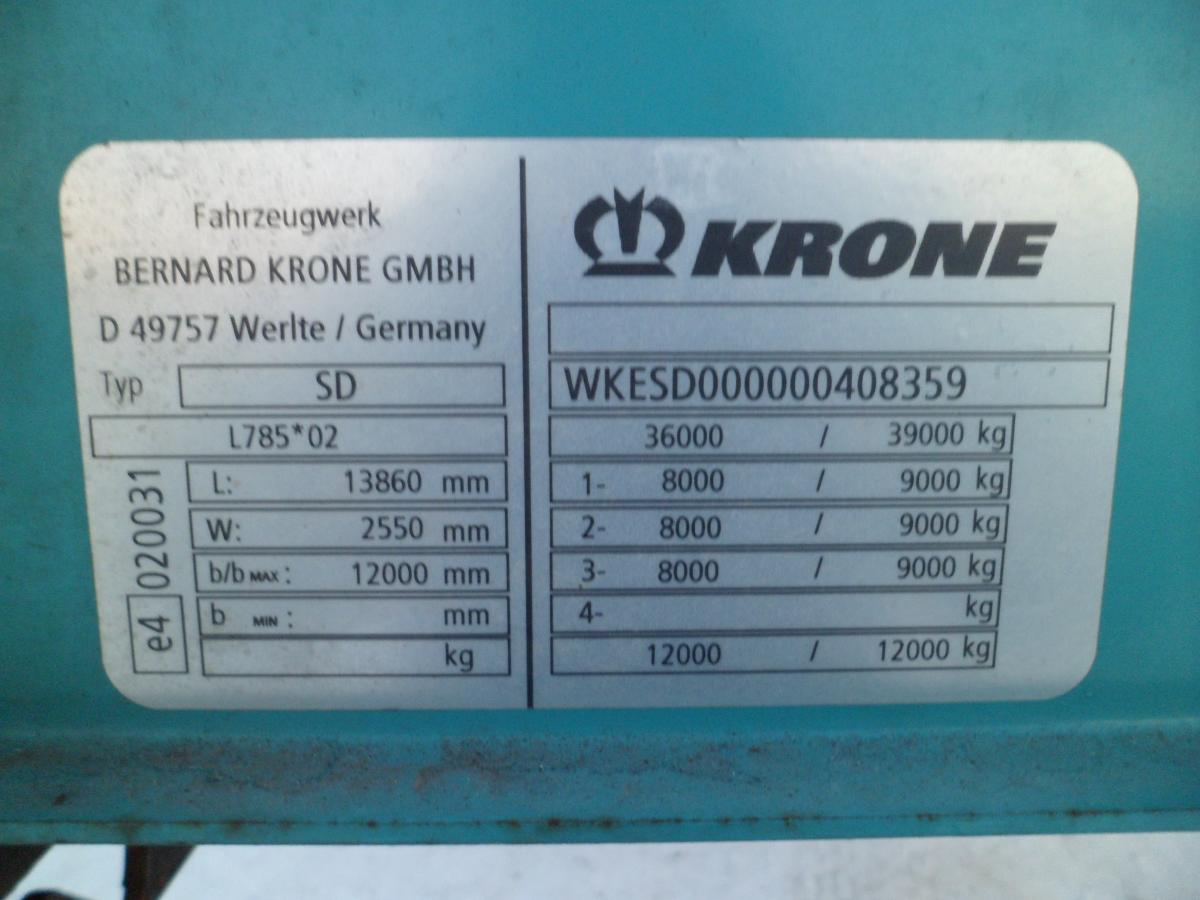 Fahrzeugwerk
BERNARD KRONE GMBH
D 49757 Werlte / Germany
Typ SD
L785*02
L: 13860 mm
W: 2550 mm
b/b MAX: 12000 mm
b MIN: mm
kg
e4 020031
KRONE
WKESD000000408359
36000 / 39000 kg
1- 8000 / 9000 kg
2- 8000 / 9000 kg
3- 8000 / 9000 kg
4- kg
12000 / 12000 kg